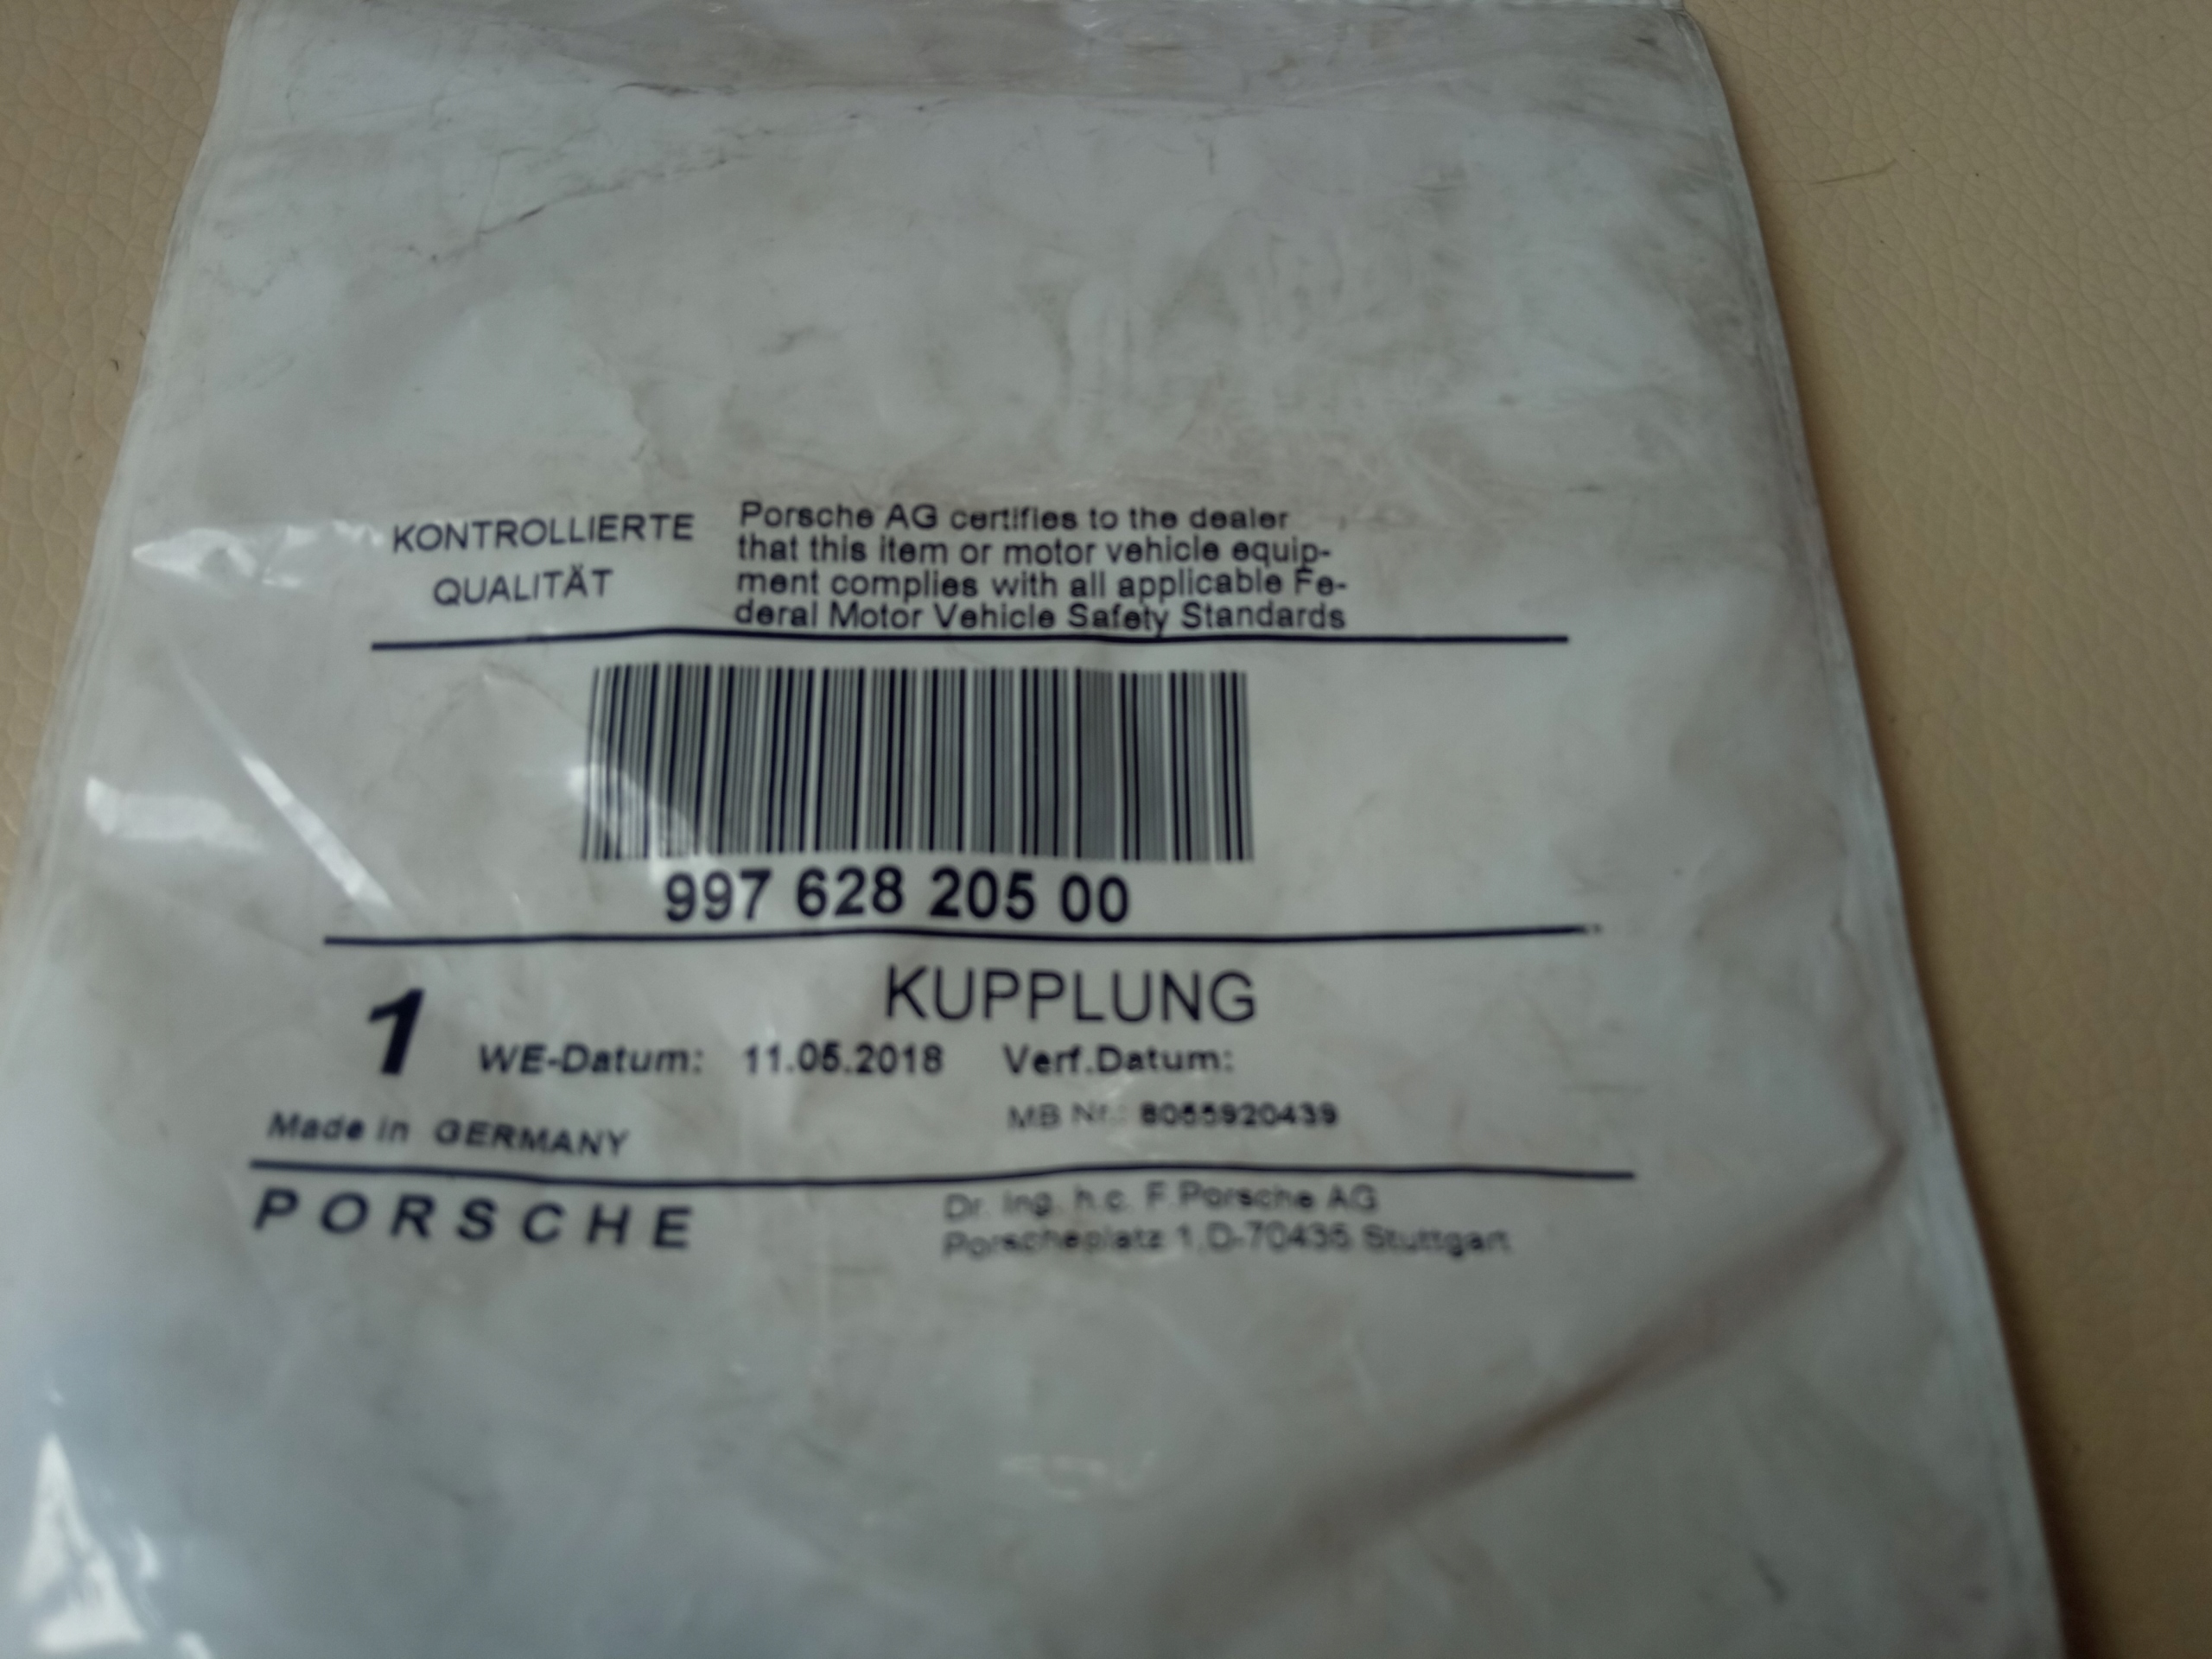 KONTROLLIERTE
QUALITÄT
Porsche AG certifies to the dealer
that this item or motor vehicle equip-
ment complies with all applicable Fe-
deral Motor Vehicle Safety Standards
997 628 205 00
1
KUPPLUNG
WE-Datum: 11.05.2018 Verf.Datum:
Made in GERMANY
MB Nr.: 8055920439
PORSCHE
Dr. Ing. h.c. F.Porsche AG
Porscheplatz 1,D-70435 Stuttgart